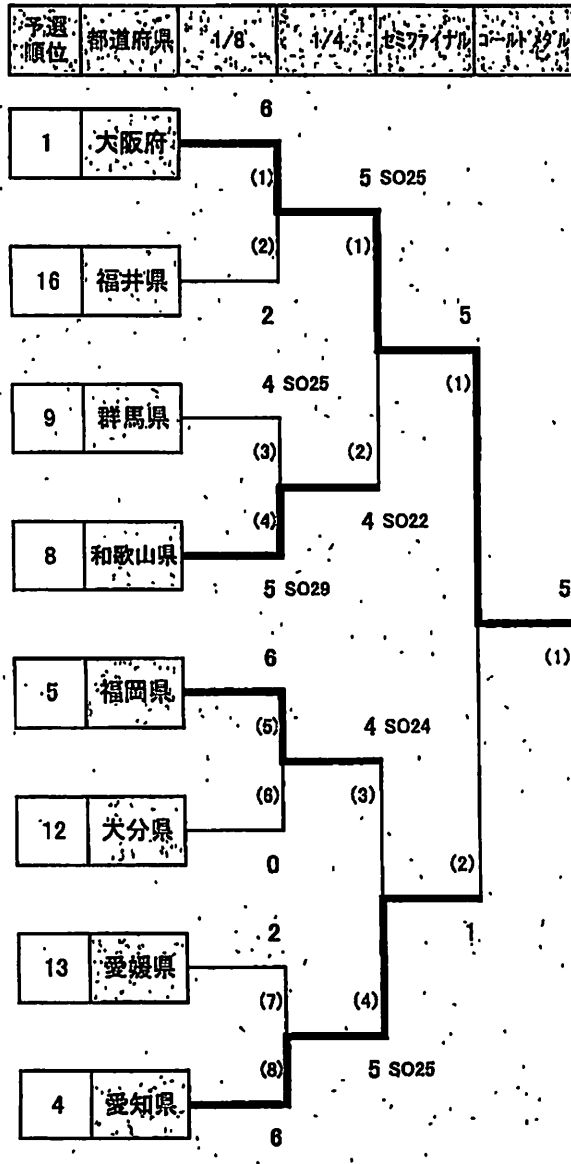 予選順位 都道府県 1/8 1/4 セミファイナル ゴールドメダル
6
1 大阪府
(1) 5 SO25
(2) (1)
16 福井県
2 5
4 SO25
(1)
9 群馬県
(3) (2)
(4) 4 SO22
8 和歌山県
5 SO29 5
6 (1)
5 福岡県
(5) 4 SO24
(6) (3)
12 大分県
0 (2)
2 1
13 愛媛県
(7) (4)
(8) 5 SO25
4 愛知県
6